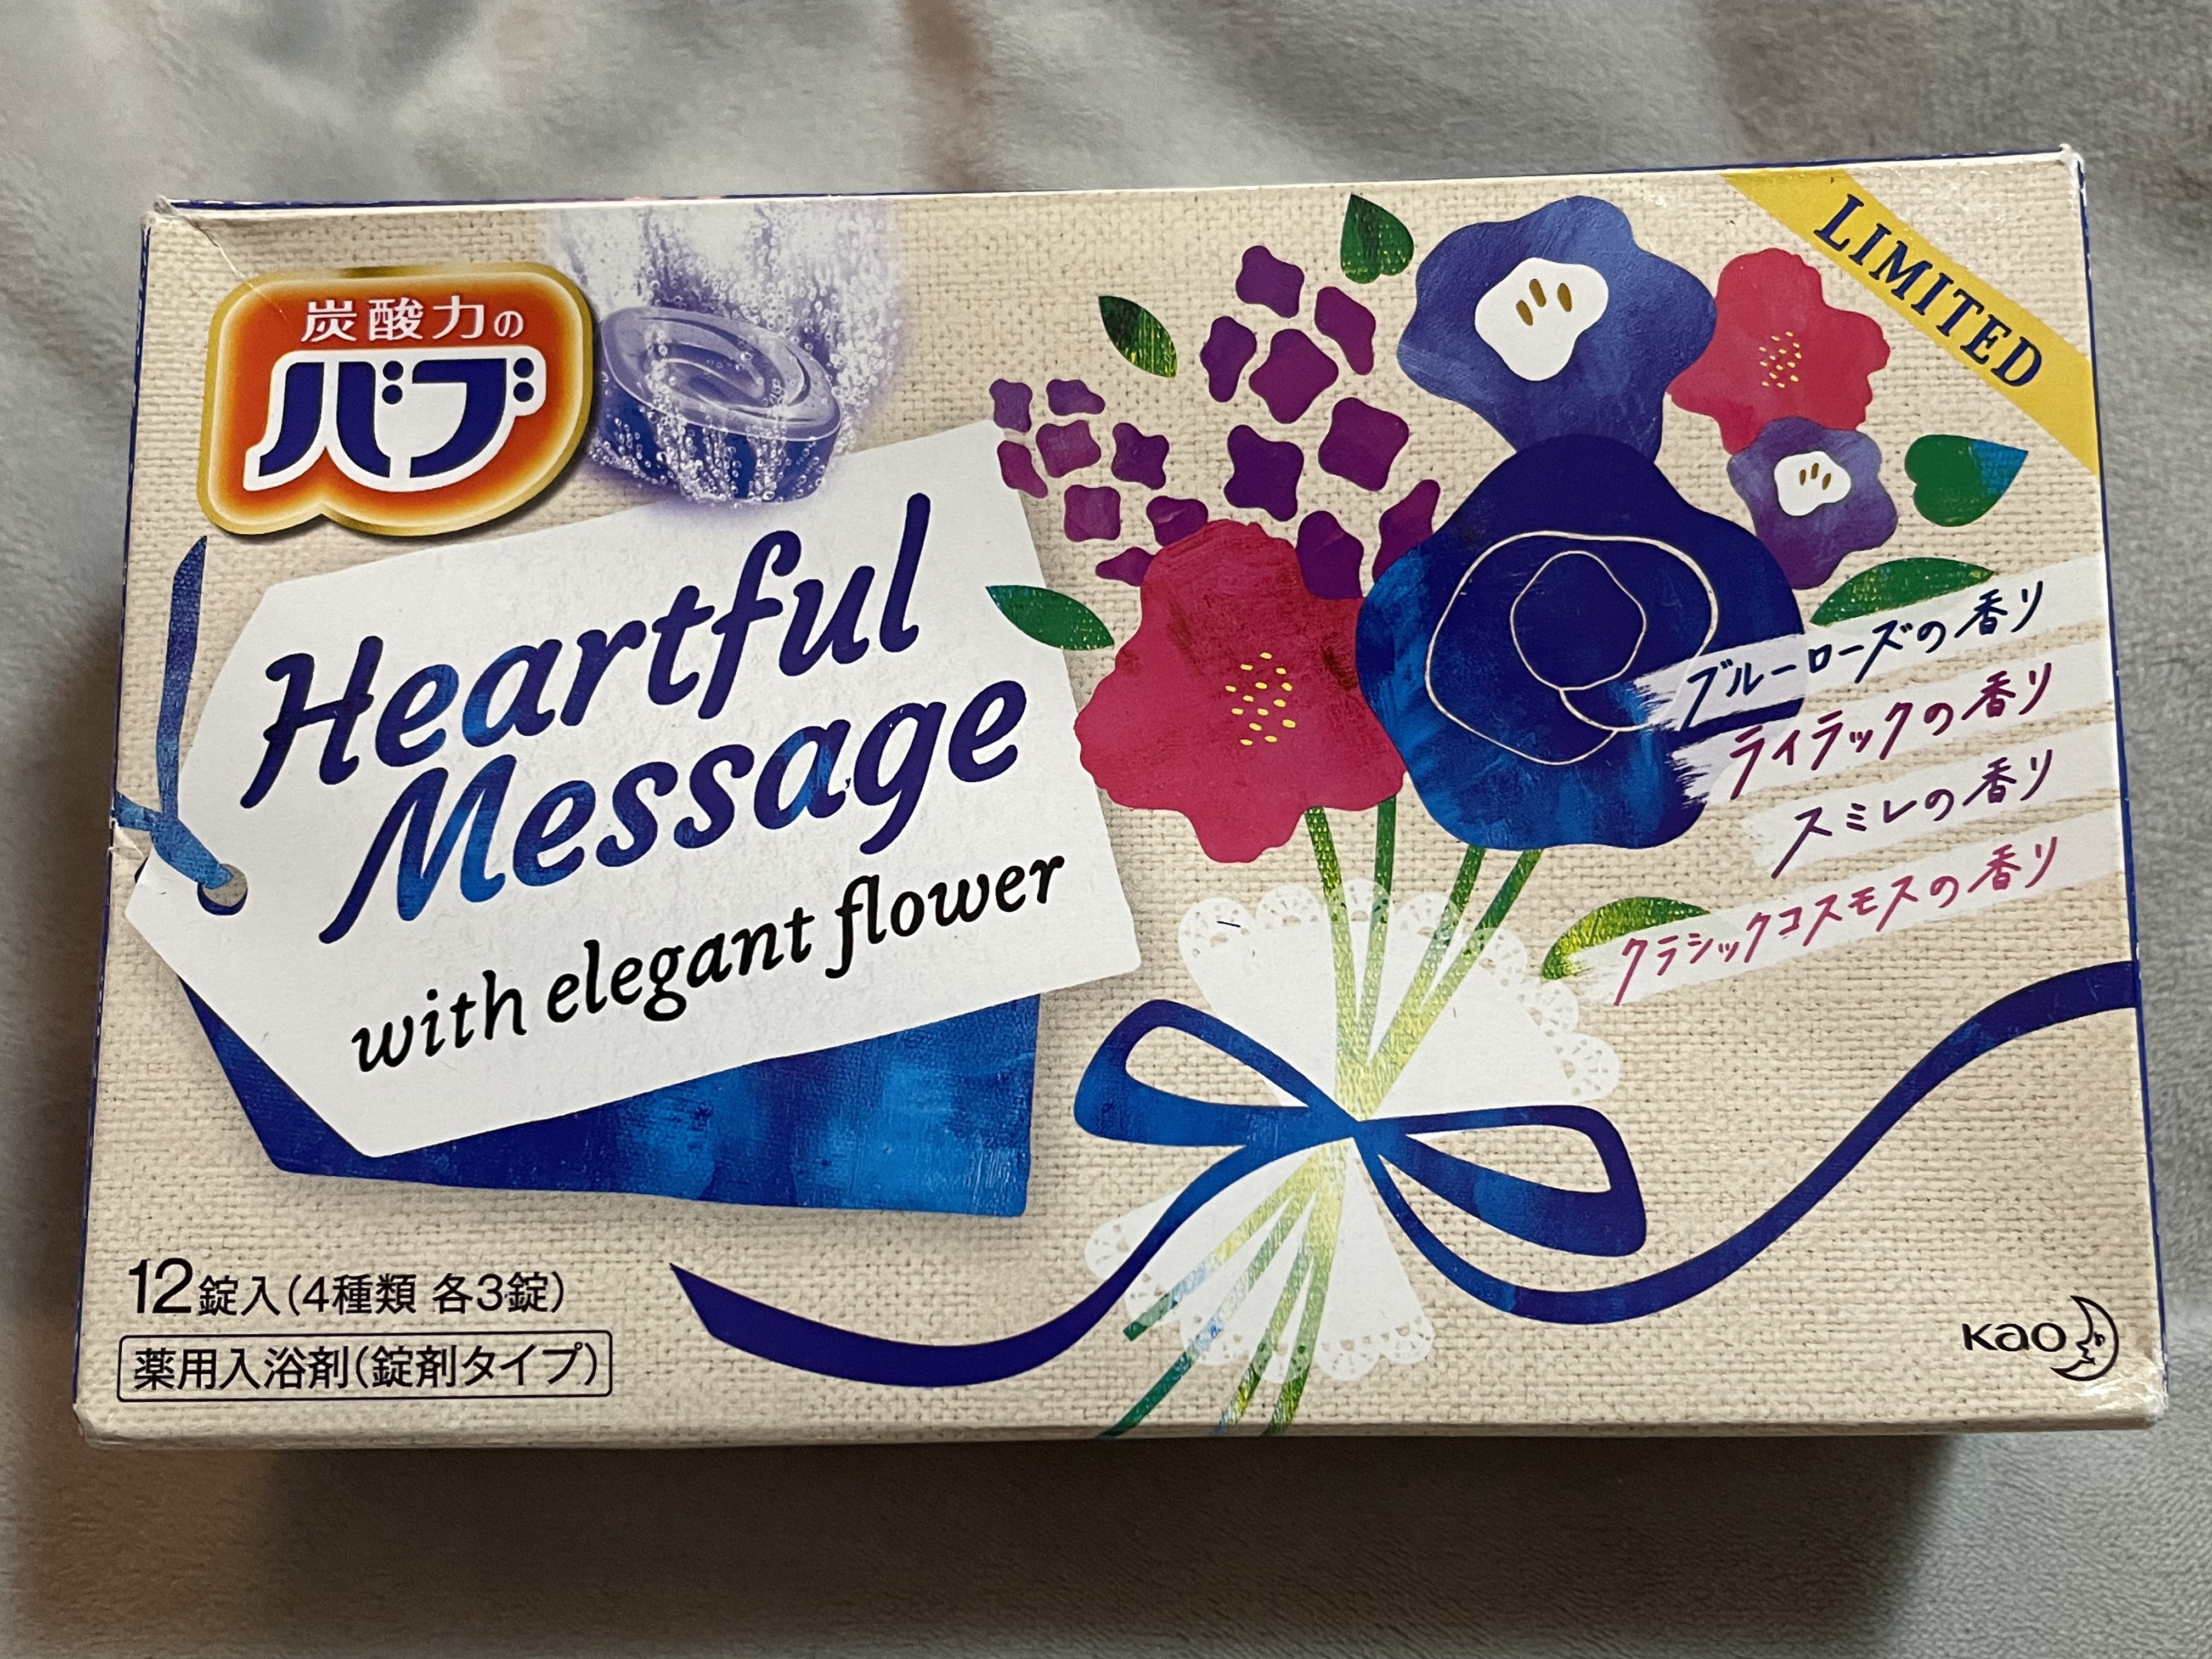 炭酸力の
バブ
LIMITED
Heartful
Message
with elegant flower
ブルーローズの香り
ライラックの香り
スミレの香り
クラシックコスモスの香り
12錠入(4種類 各3錠)
薬用入浴剤(錠剤タイプ)
Kao